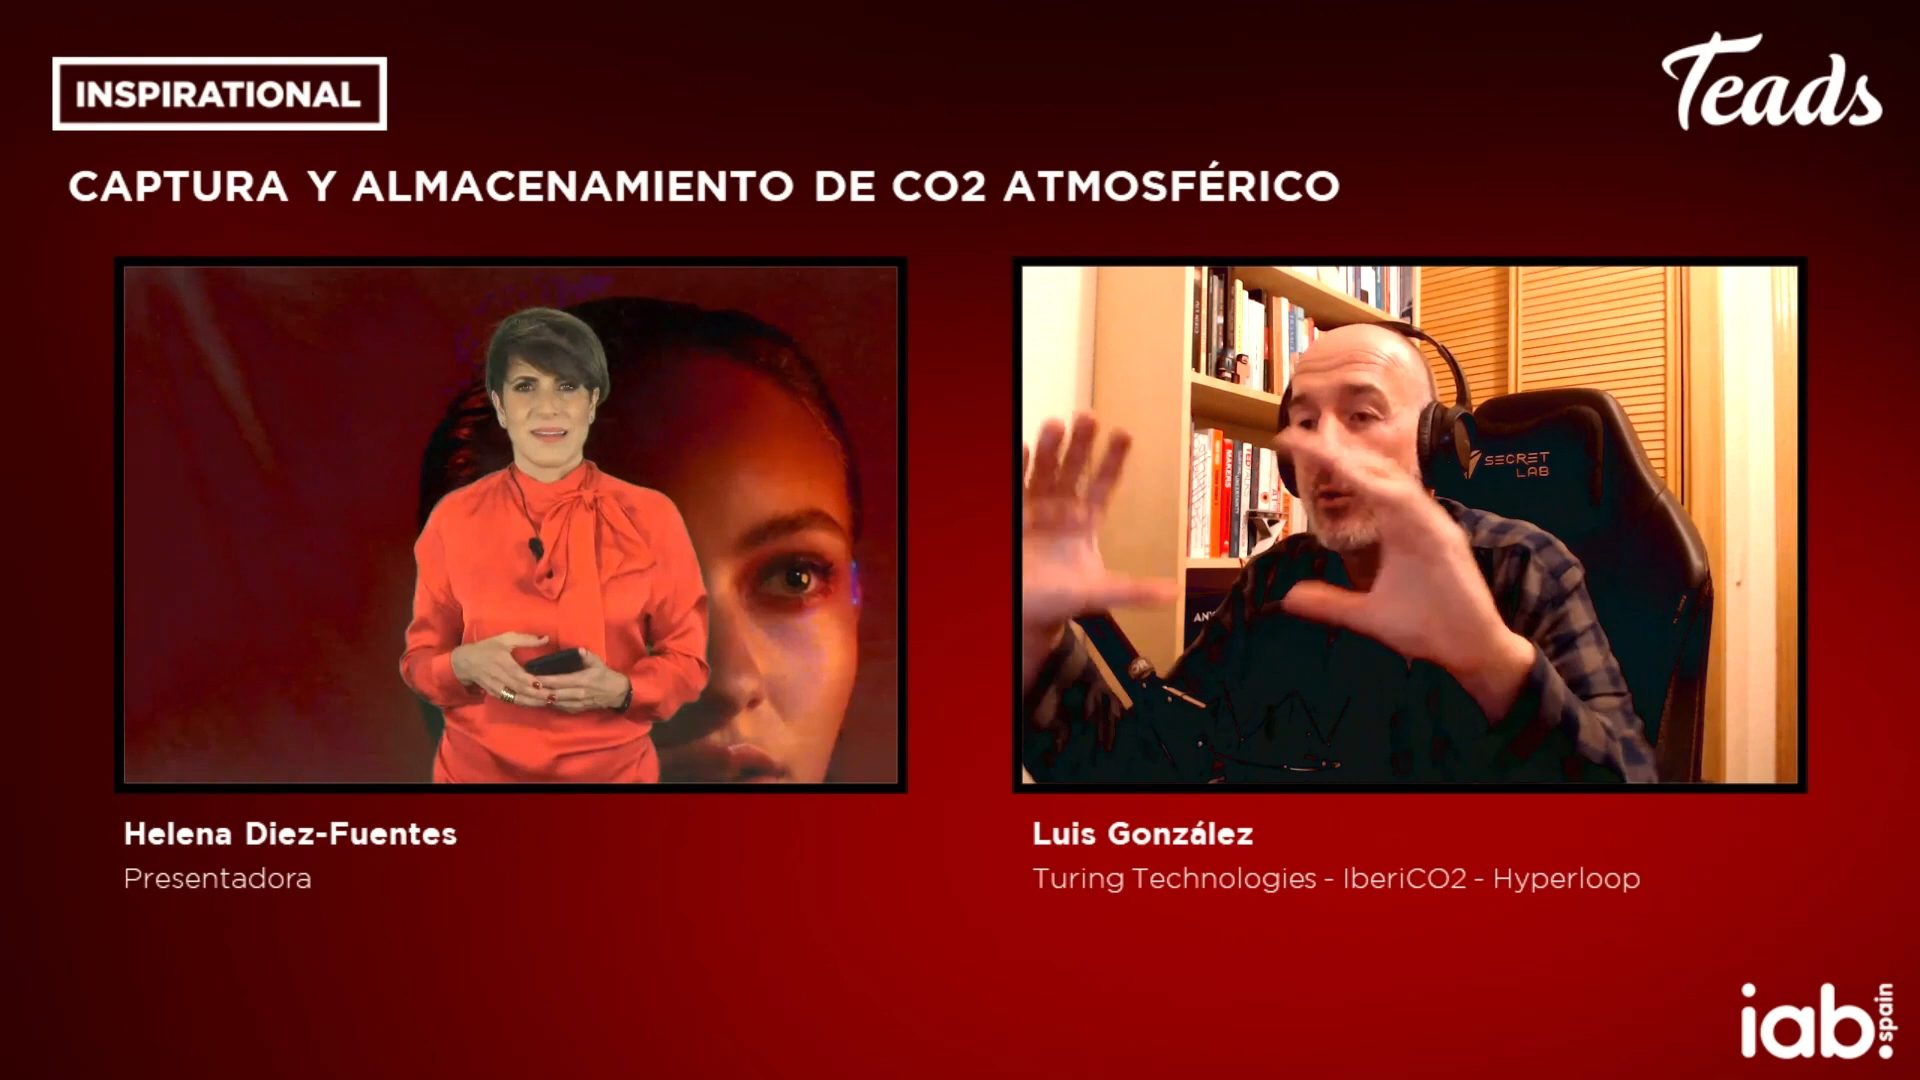 INSPIRATIONAL
Teads
CAPTURA Y ALMACENAMIENTO DE CO2 ATMOSFÉRICO
MAKERS
SECRET
LAB
Helena Diez-Fuentes
Presentadora
Luis González
Turing Technologies - IberiCO2 - Hyperloop
iab.spain